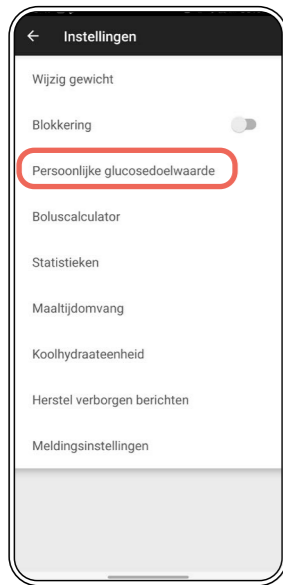 Instellingen
Wijzig gewicht
Blokkering
Persoonlijke glucosedoelwaarde
Boluscalculator
Statistieken
Maaltijdomvang
Koolhydraateenheid
Herstel verborgen berichten
Meldingsinstellingen